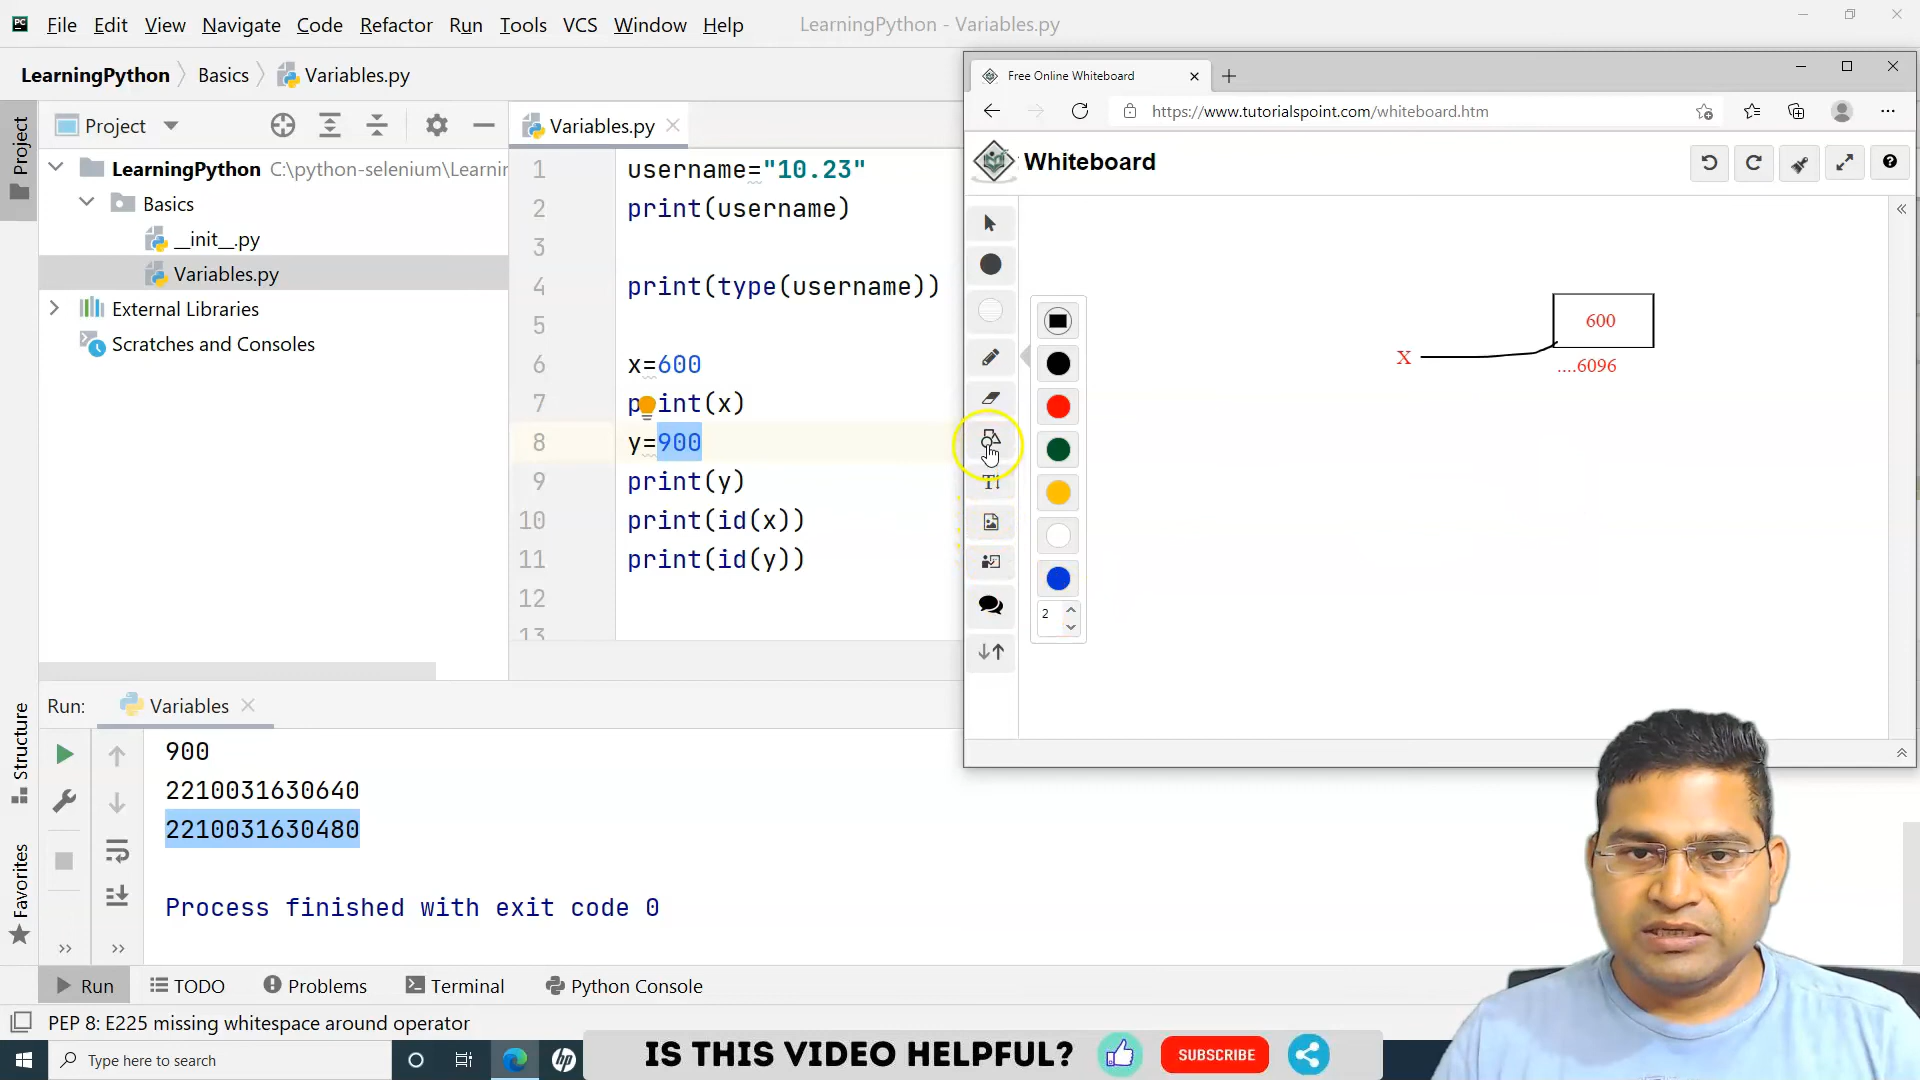 File Edit View Navigate Code Refactor Run Tools VCS Window Help LearningPython - Variables.py
LearningPython Basics Variables.py
Project
Project
LearningPython C:\python-selenium\Learnir
Basics
__init__.py
Variables.py
External Libraries
Scratches and Consoles
Variables.py
1 username="10.23"
2 print(username)
3
4 print(type(username))
5
6 x=600
7 print(x)
8 y=900
9 print(y)
10 print(id(x))
11 print(id(y))
12
13
Free Online Whiteboard
https://www.tutorialspoint.com/whiteboard.htm
Whiteboard
600
X
....6096
2
Run: Variables
900
2210031630640
2210031630480
Process finished with exit code 0
Structure
Favorites
Run TODO Problems Terminal Python Console
PEP 8: E225 missing whitespace around operator
Type here to search
hp
IS THIS VIDEO HELPFUL? SUBSCRIBE